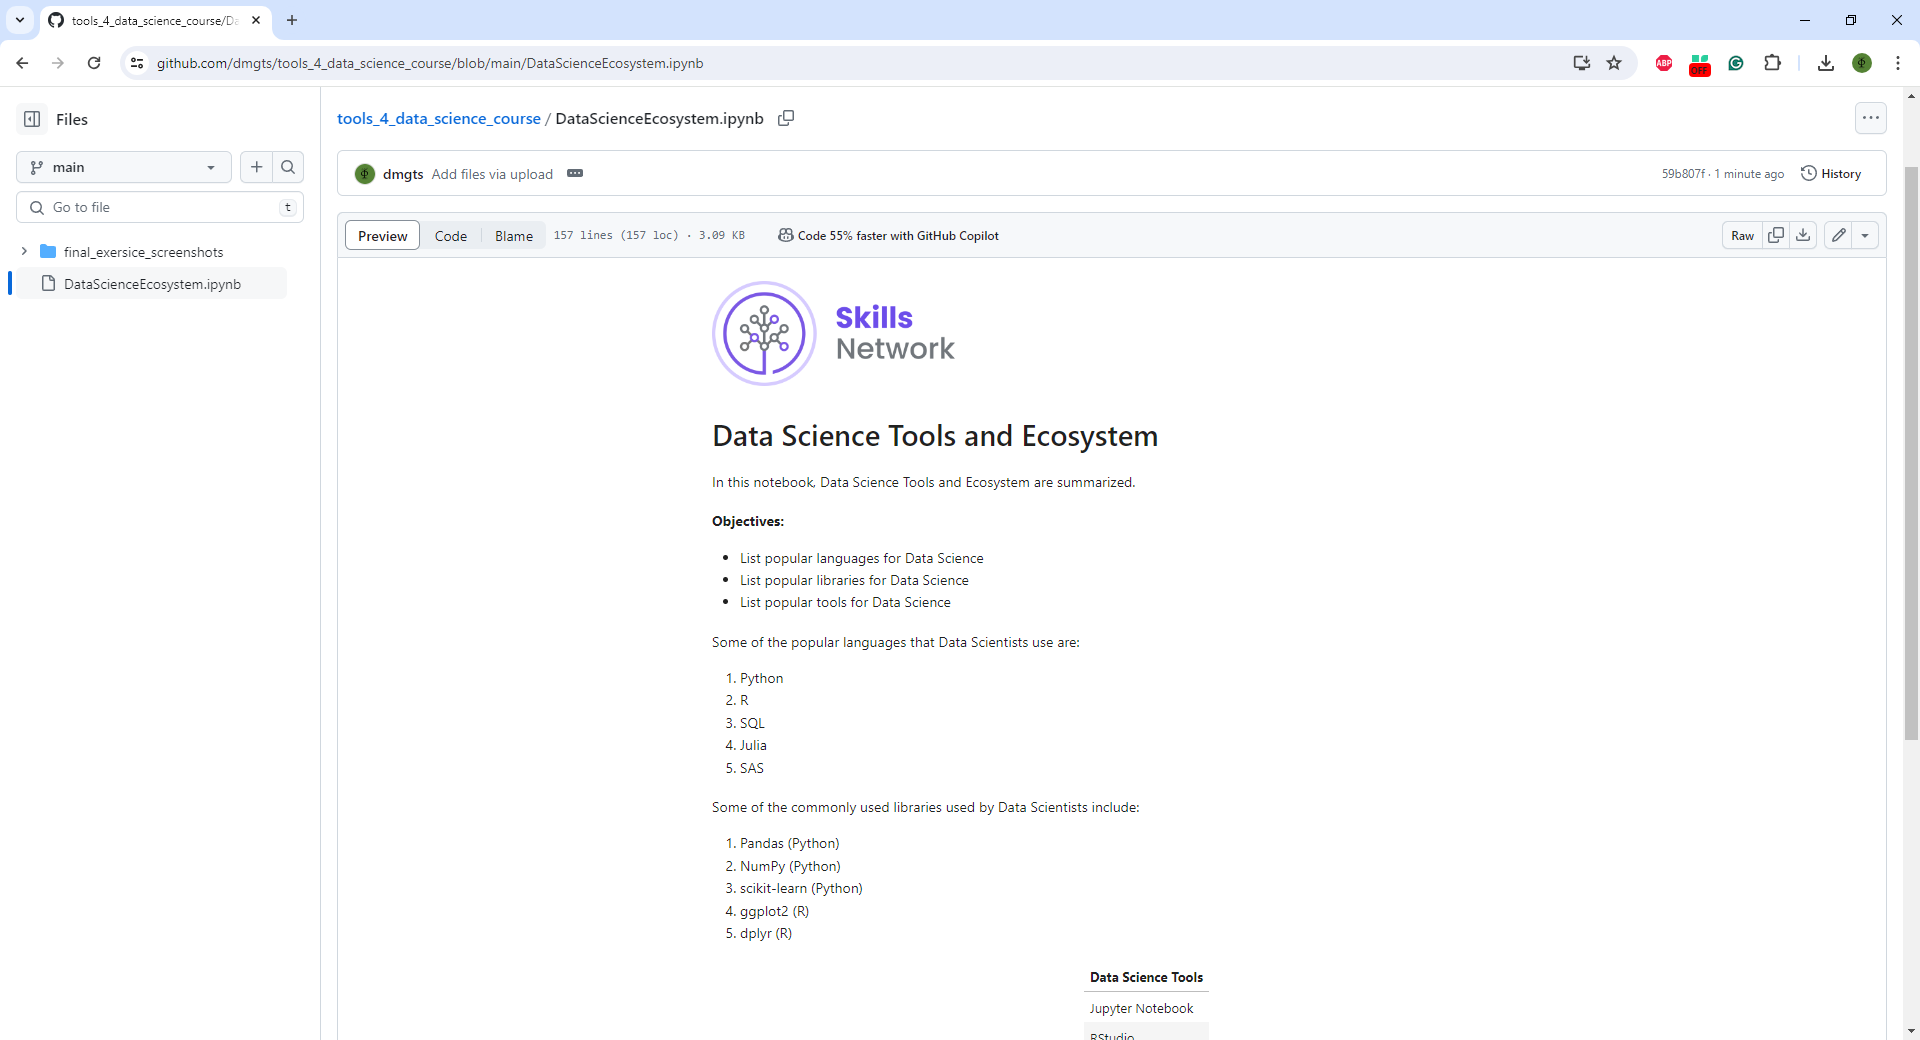 tools_4_data_science_course/Da
github.com/dmgts/tools_4_data_science_course/blob/main/DataScienceEcosystem.ipynb
ABP
OFF
Files
main
Go to file
t
final_exersice_screenshots
DataScienceEcosystem.ipynb
tools_4_data_science_course / DataScienceEcosystem.ipynb
dmgts Add files via upload
59b807f · 1 minute ago
History
Preview
Code
Blame
157 lines (157 loc) · 3.09 KB
Code 55% faster with GitHub Copilot
Raw
Skills
Network
Data Science Tools and Ecosystem
In this notebook, Data Science Tools and Ecosystem are summarized.
Objectives:
• List popular languages for Data Science
• List popular libraries for Data Science
• List popular tools for Data Science
Some of the popular languages that Data Scientists use are:
1. Python
2. R
3. SQL
4. Julia
5. SAS
Some of the commonly used libraries used by Data Scientists include:
1. Pandas (Python)
2. NumPy (Python)
3. scikit-learn (Python)
4. ggplot2 (R)
5. dplyr (R)
Data Science Tools
Jupyter Notebook
RStudio